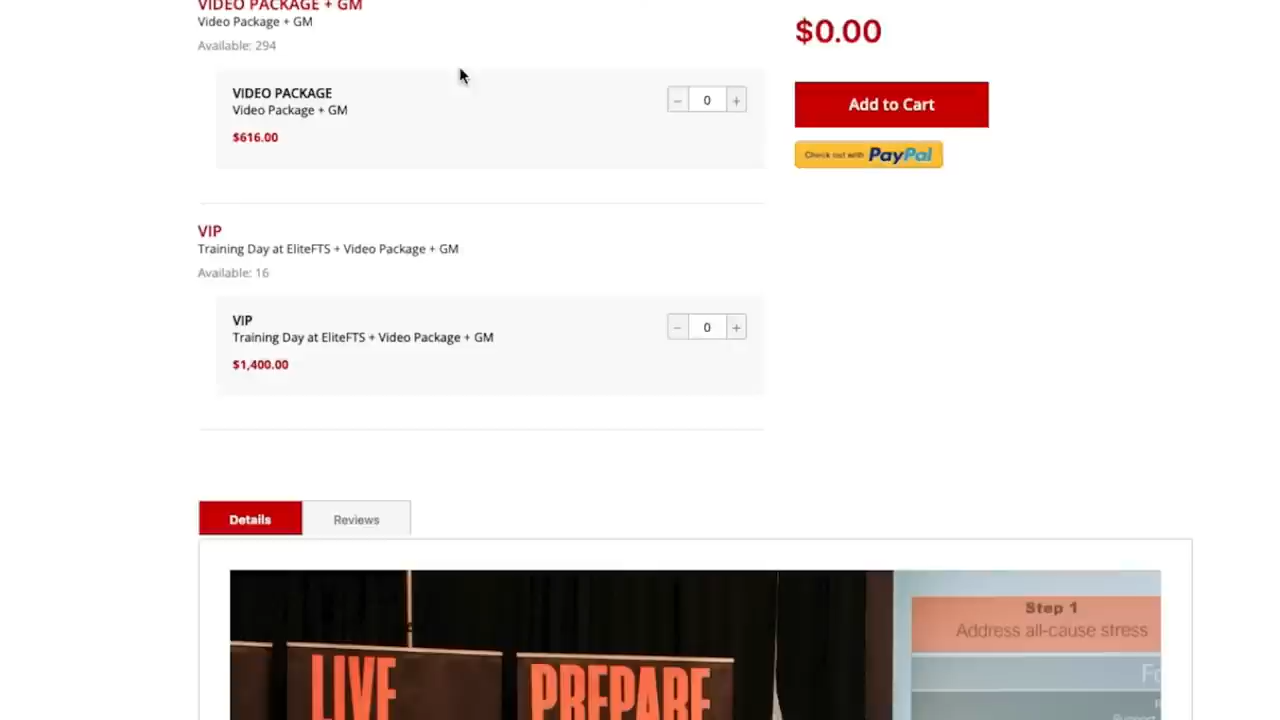 VIDEO PACKAGE + GM
Video Package + GM
Available: 294
VIDEO PACKAGE
Video Package + GM
$616.00
− 0 +
$0.00
Add to Cart
Check out with PayPal
VIP
Training Day at EliteFTS + Video Package + GM
Available: 16
VIP
Training Day at EliteFTS + Video Package + GM
$1,400.00
− 0 +
Details
Reviews
LIVE
PREPARE
Step 1
Address all-cause stress